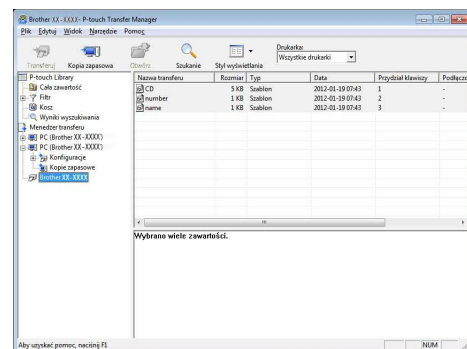 Brother XX-XXXX- P-touch Transfer Manager
Plik Edytuj Widok Narzędzie Pomoc
Transferuj Kopia zapasowa Otwórz Szukanie Styl wyświetlania
Drukarka:
Wszystkie drukarki
P-touch Library
Cała zawartość
Filtr
Kosz
Wyniki wyszukiwania
Menedżer transferu
PC (Brother XX-XXXX)
PC (Brother XX-XXXX)
Konfiguracje
Kopie zapasowe
Brother XX-XXXX
Nazwa transferu Rozmiar Typ Data Przydział klawiszy Podłączo
CD 5 KB Szablon 2012-01-19 07:43 1 -
number 1 KB Szablon 2012-01-19 07:43 2 -
name 1 KB Szablon 2012-01-19 07:43 3 -
Wybrano wiele zawartości.
Aby uzyskać pomoc, naciśnij F1
NUM